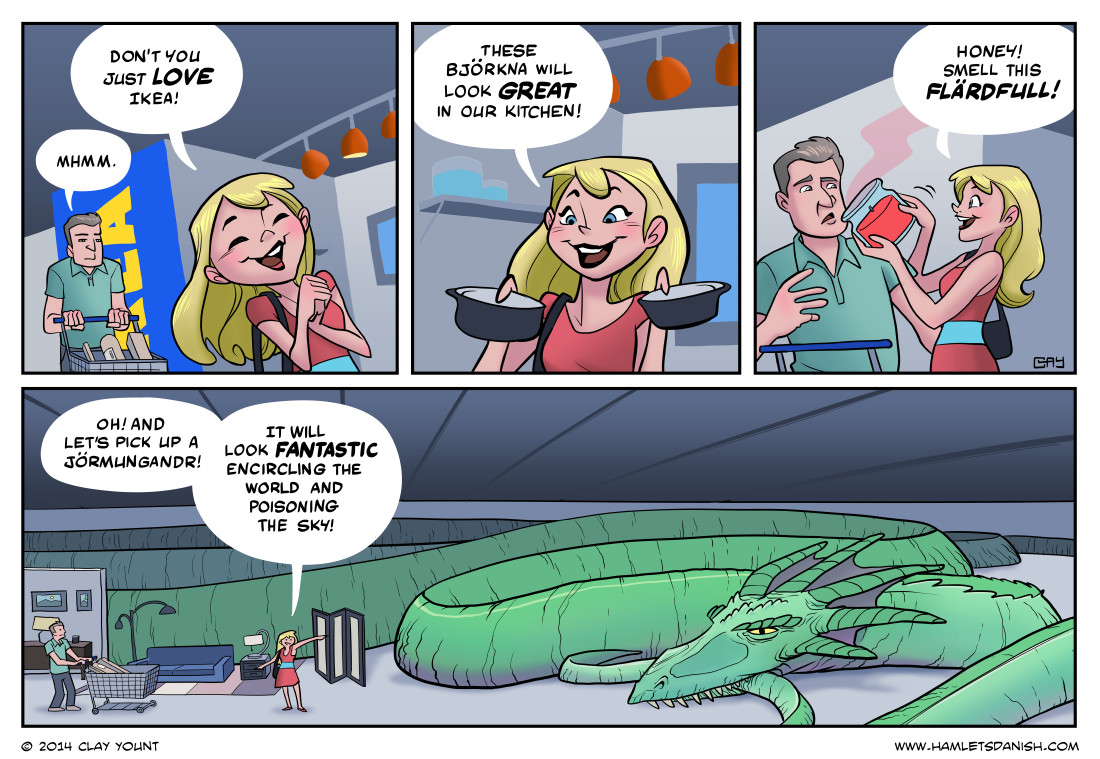 DON'T YOU
JUST LOVE
IKEA!
MHMM.
IKEA
THESE
BJÖRKNA WILL
LOOK GREAT
IN OUR KITCHEN!
HONEY!
SMELL THIS
FLÄRDFULL!
CLAY
OH! AND
LET'S PICK UP A
JÖRMUNGANDR!
IT WILL
LOOK FANTASTIC
ENCIRCLING THE
WORLD AND
POISONING
THE SKY!
© 2014 CLAY YOUNT
WWW.HAMLETSDANISH.COM